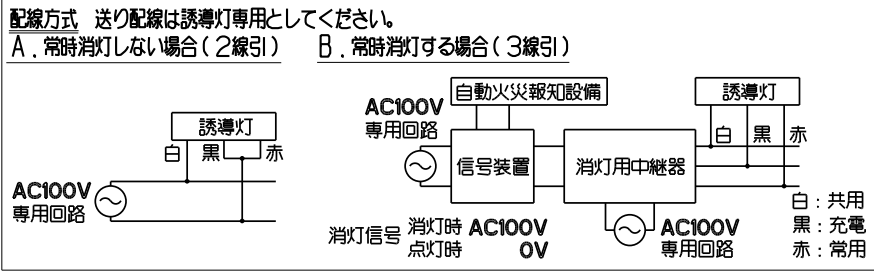 配線方式 送り配線は誘導灯専用としてください。
A．常時消灯しない場合(2線引)
B．常時消灯する場合(3線引)
誘導灯
白 黒 赤
AC100V
専用回路
自動火災報知設備
誘導灯
AC100V
専用回路
白 黒 赤
信号装置
消灯用中継器
消灯信号 消灯時 AC100V
点灯時 0V
AC100V
専用回路
白：共用
黒：充電
赤：常用